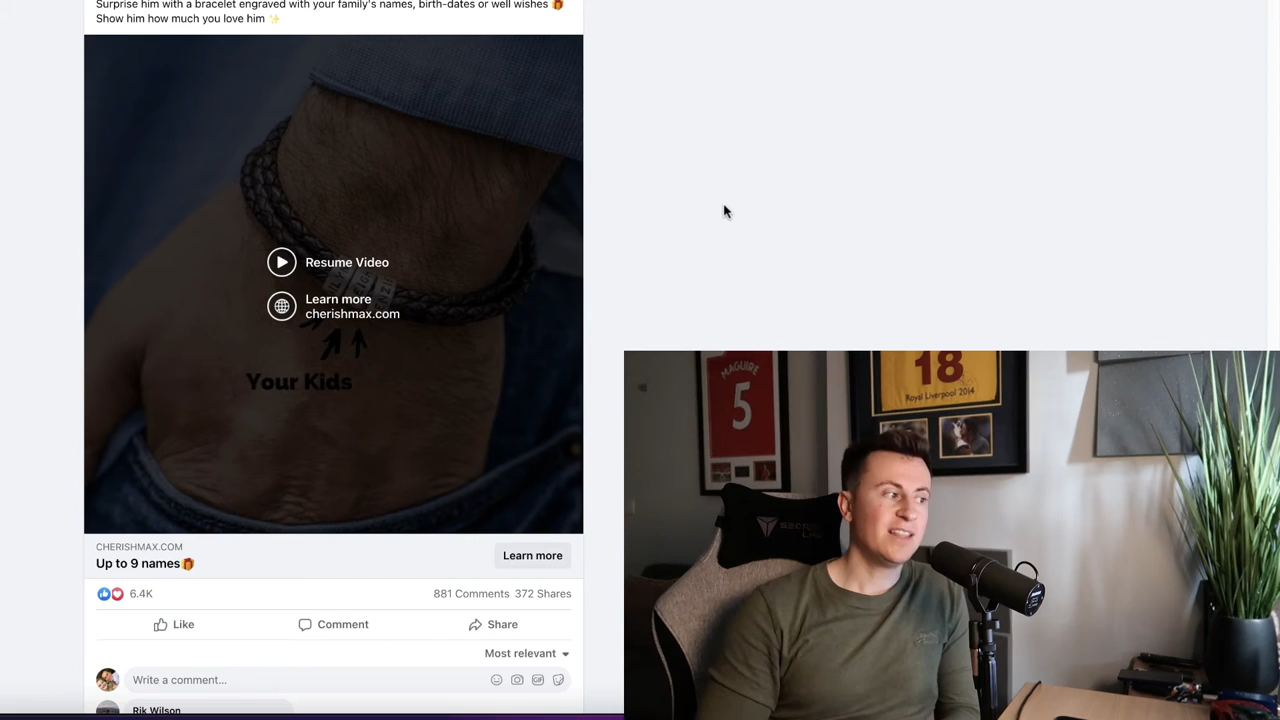 Surprise him with a bracelet engraved with your family's names, birth-dates or well wishes 🎁
Show him how much you love him ✨
Resume Video
Learn more
cherishmax.com
Your Kids
CHERISHMAX.COM
Up to 9 names🎁
Learn more
6.4K
881 Comments 372 Shares
Like
Comment
Share
Most relevant
Write a comment...
GIF
Rik Wilson
MAGUIRE
5
18
Royal Liverpool 2014